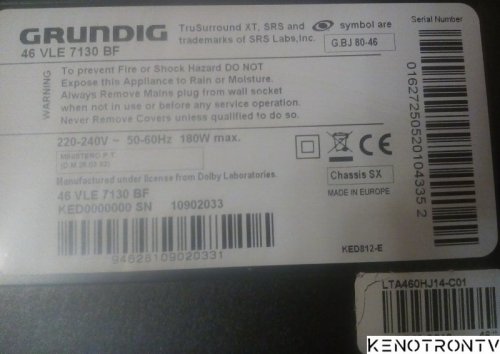 GRUNDIG
46 VLE 7130 BF
TruSurround XT, SRS and symbol are
trademarks of SRS Labs,Inc.
G.BJ 80-46
Serial Number
WARNING
To prevent Fire or Shock Hazard DO NOT
Expose this Appliance to Rain or Moisture.
Always Remove Mains plug from wall socket
when not in use or before any service operation.
Never Remove Covers unless qualified to do so.
220-240V ~ 50-60Hz 180W max.
MINISTERO P.T.
Manufactured under license from Dolby Laboratories.
46 VLE 7130 BF
KED0000000 SN 10902033
94828109020331
CE
Chassis SX
MADE IN EUROPE
KED812-E
01627250520104335 2
LTA460HJ14-C01
KENOTRONTV